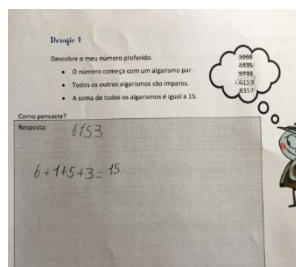 Desafio 1
Descobre o meu número preferido.
• O número começa com um algarismo par.
• Todos os outros algarismos são ímpares.
• A soma de todos os algarismos é igual a 15.
6153
8357
Como pensaste?
Resposta: 6153
6+1+5+3=15